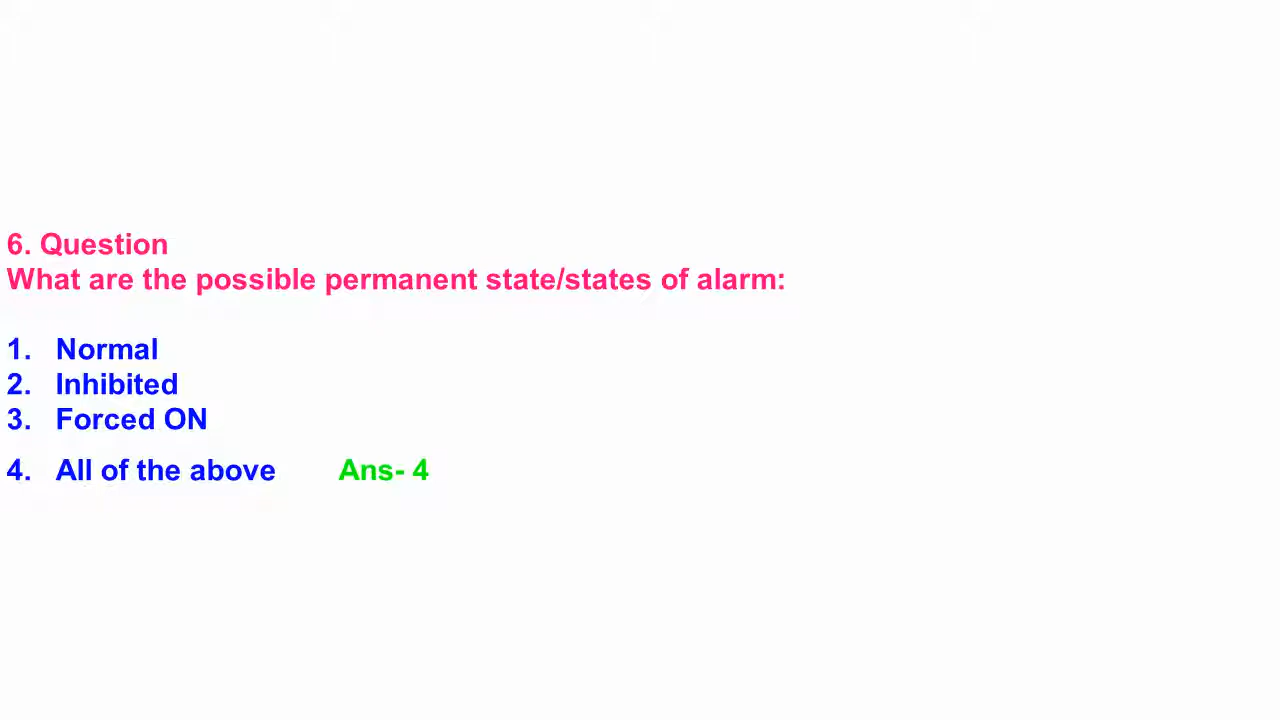 6. Question
What are the possible permanent state/states of alarm:
1. Normal
2. Inhibited
3. Forced ON
4. All of the above Ans- 4